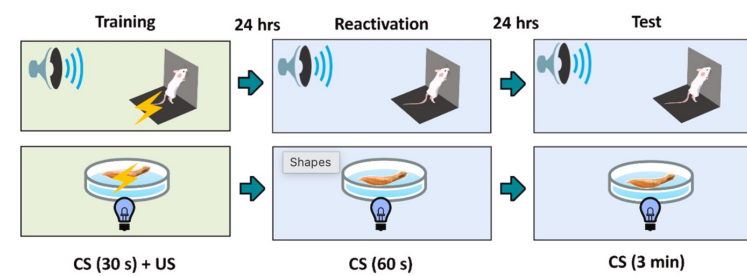 Training
24 hrs
Reactivation
24 hrs
Test
Shapes
CS (30 s) + US
CS (60 s)
CS (3 min)